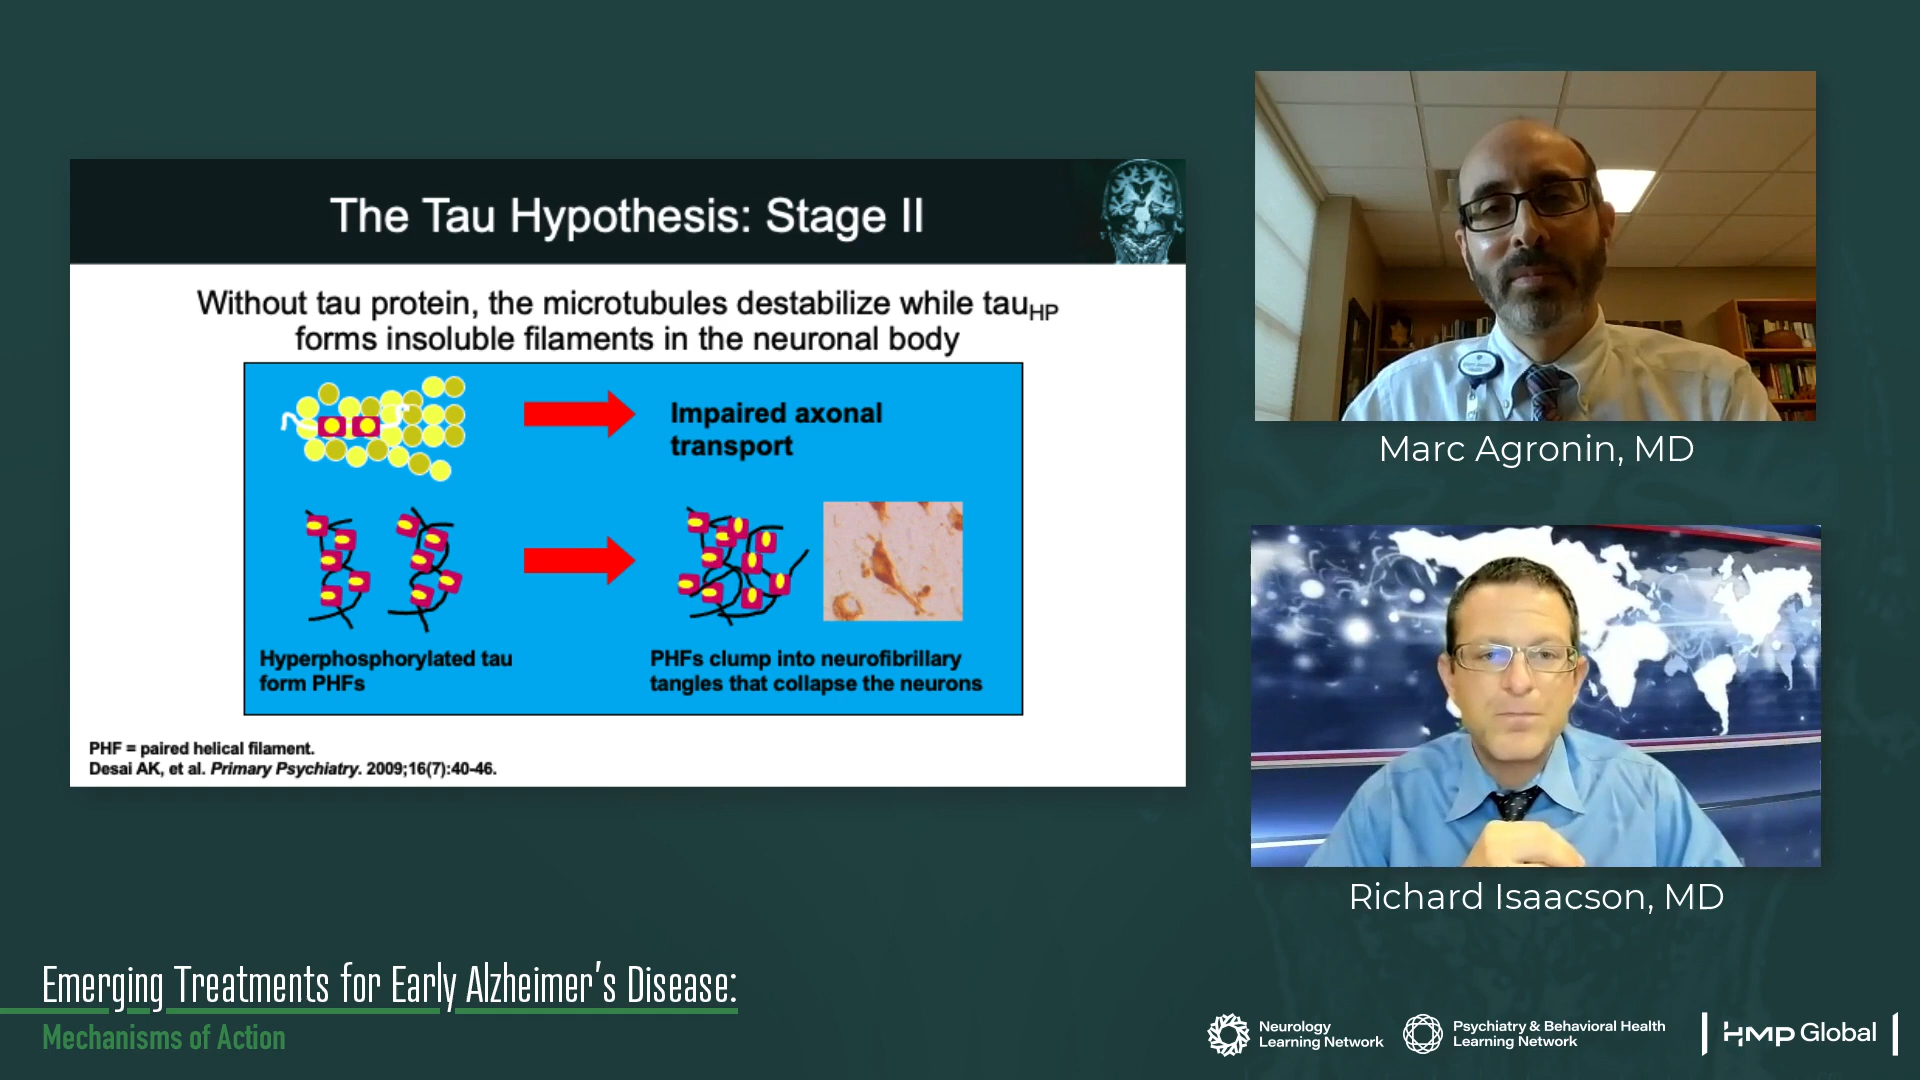 The Tau Hypothesis: Stage II
Without tau protein, the microtubules destabilize while tauHP
forms insoluble filaments in the neuronal body
Impaired axonal
transport
Hyperphosphorylated tau
form PHFs
PHFs clump into neurofibrillary
tangles that collapse the neurons
PHF = paired helical filament.
Desai AK, et al. Primary Psychiatry. 2009;16(7):40-46.
Marc Agronin, MD
Richard Isaacson, MD
Emerging Treatments for Early Alzheimer's Disease:
Mechanisms of Action
Neurology
Learning Network
Psychiatry & Behavioral Health
Learning Network
HMP Global